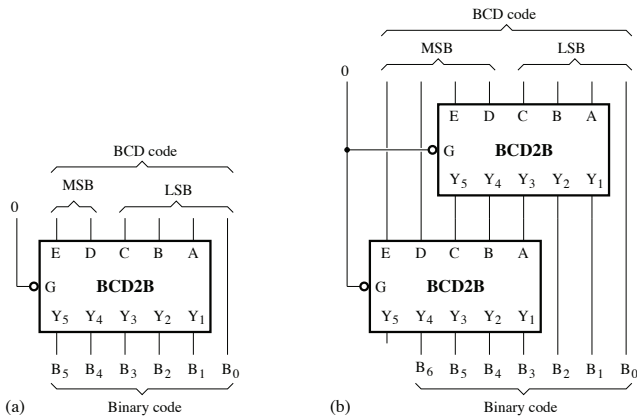 BCD code
MSB LSB
0
E D C B A
G BCD2B
Y5 Y4 Y3 Y2 Y1
B5 B4 B3 B2 B1 B0
(a) Binary code
BCD code
MSB LSB
0
E D C B A
G BCD2B
Y5 Y4 Y3 Y2 Y1
E D C B A
G BCD2B
Y5 Y4 Y3 Y2 Y1
B6 B5 B4 B3 B2 B1 B0
(b) Binary code